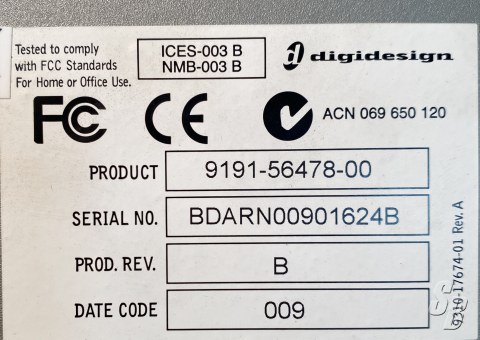 Tested to comply
with FCC Standards
For Home or Office Use.
ICES-003 B
NMB-003 B
digidesign
FC CE ACN 069 650 120
PRODUCT 9191-56478-00
SERIAL NO. BDARN00901624B
PROD. REV. B
DATE CODE 009
9310-17674-01 Rev. A